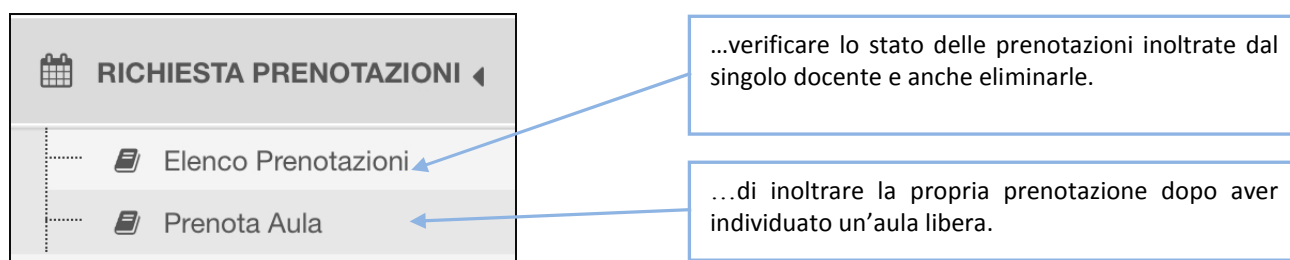 RICHIESTA PRENOTAZIONI
Elenco Prenotazioni
Prenota Aula
…verificare lo stato delle prenotazioni inoltrate dal
singolo docente e anche eliminarle.
…di inoltrare la propria prenotazione dopo aver
individuato un’aula libera.